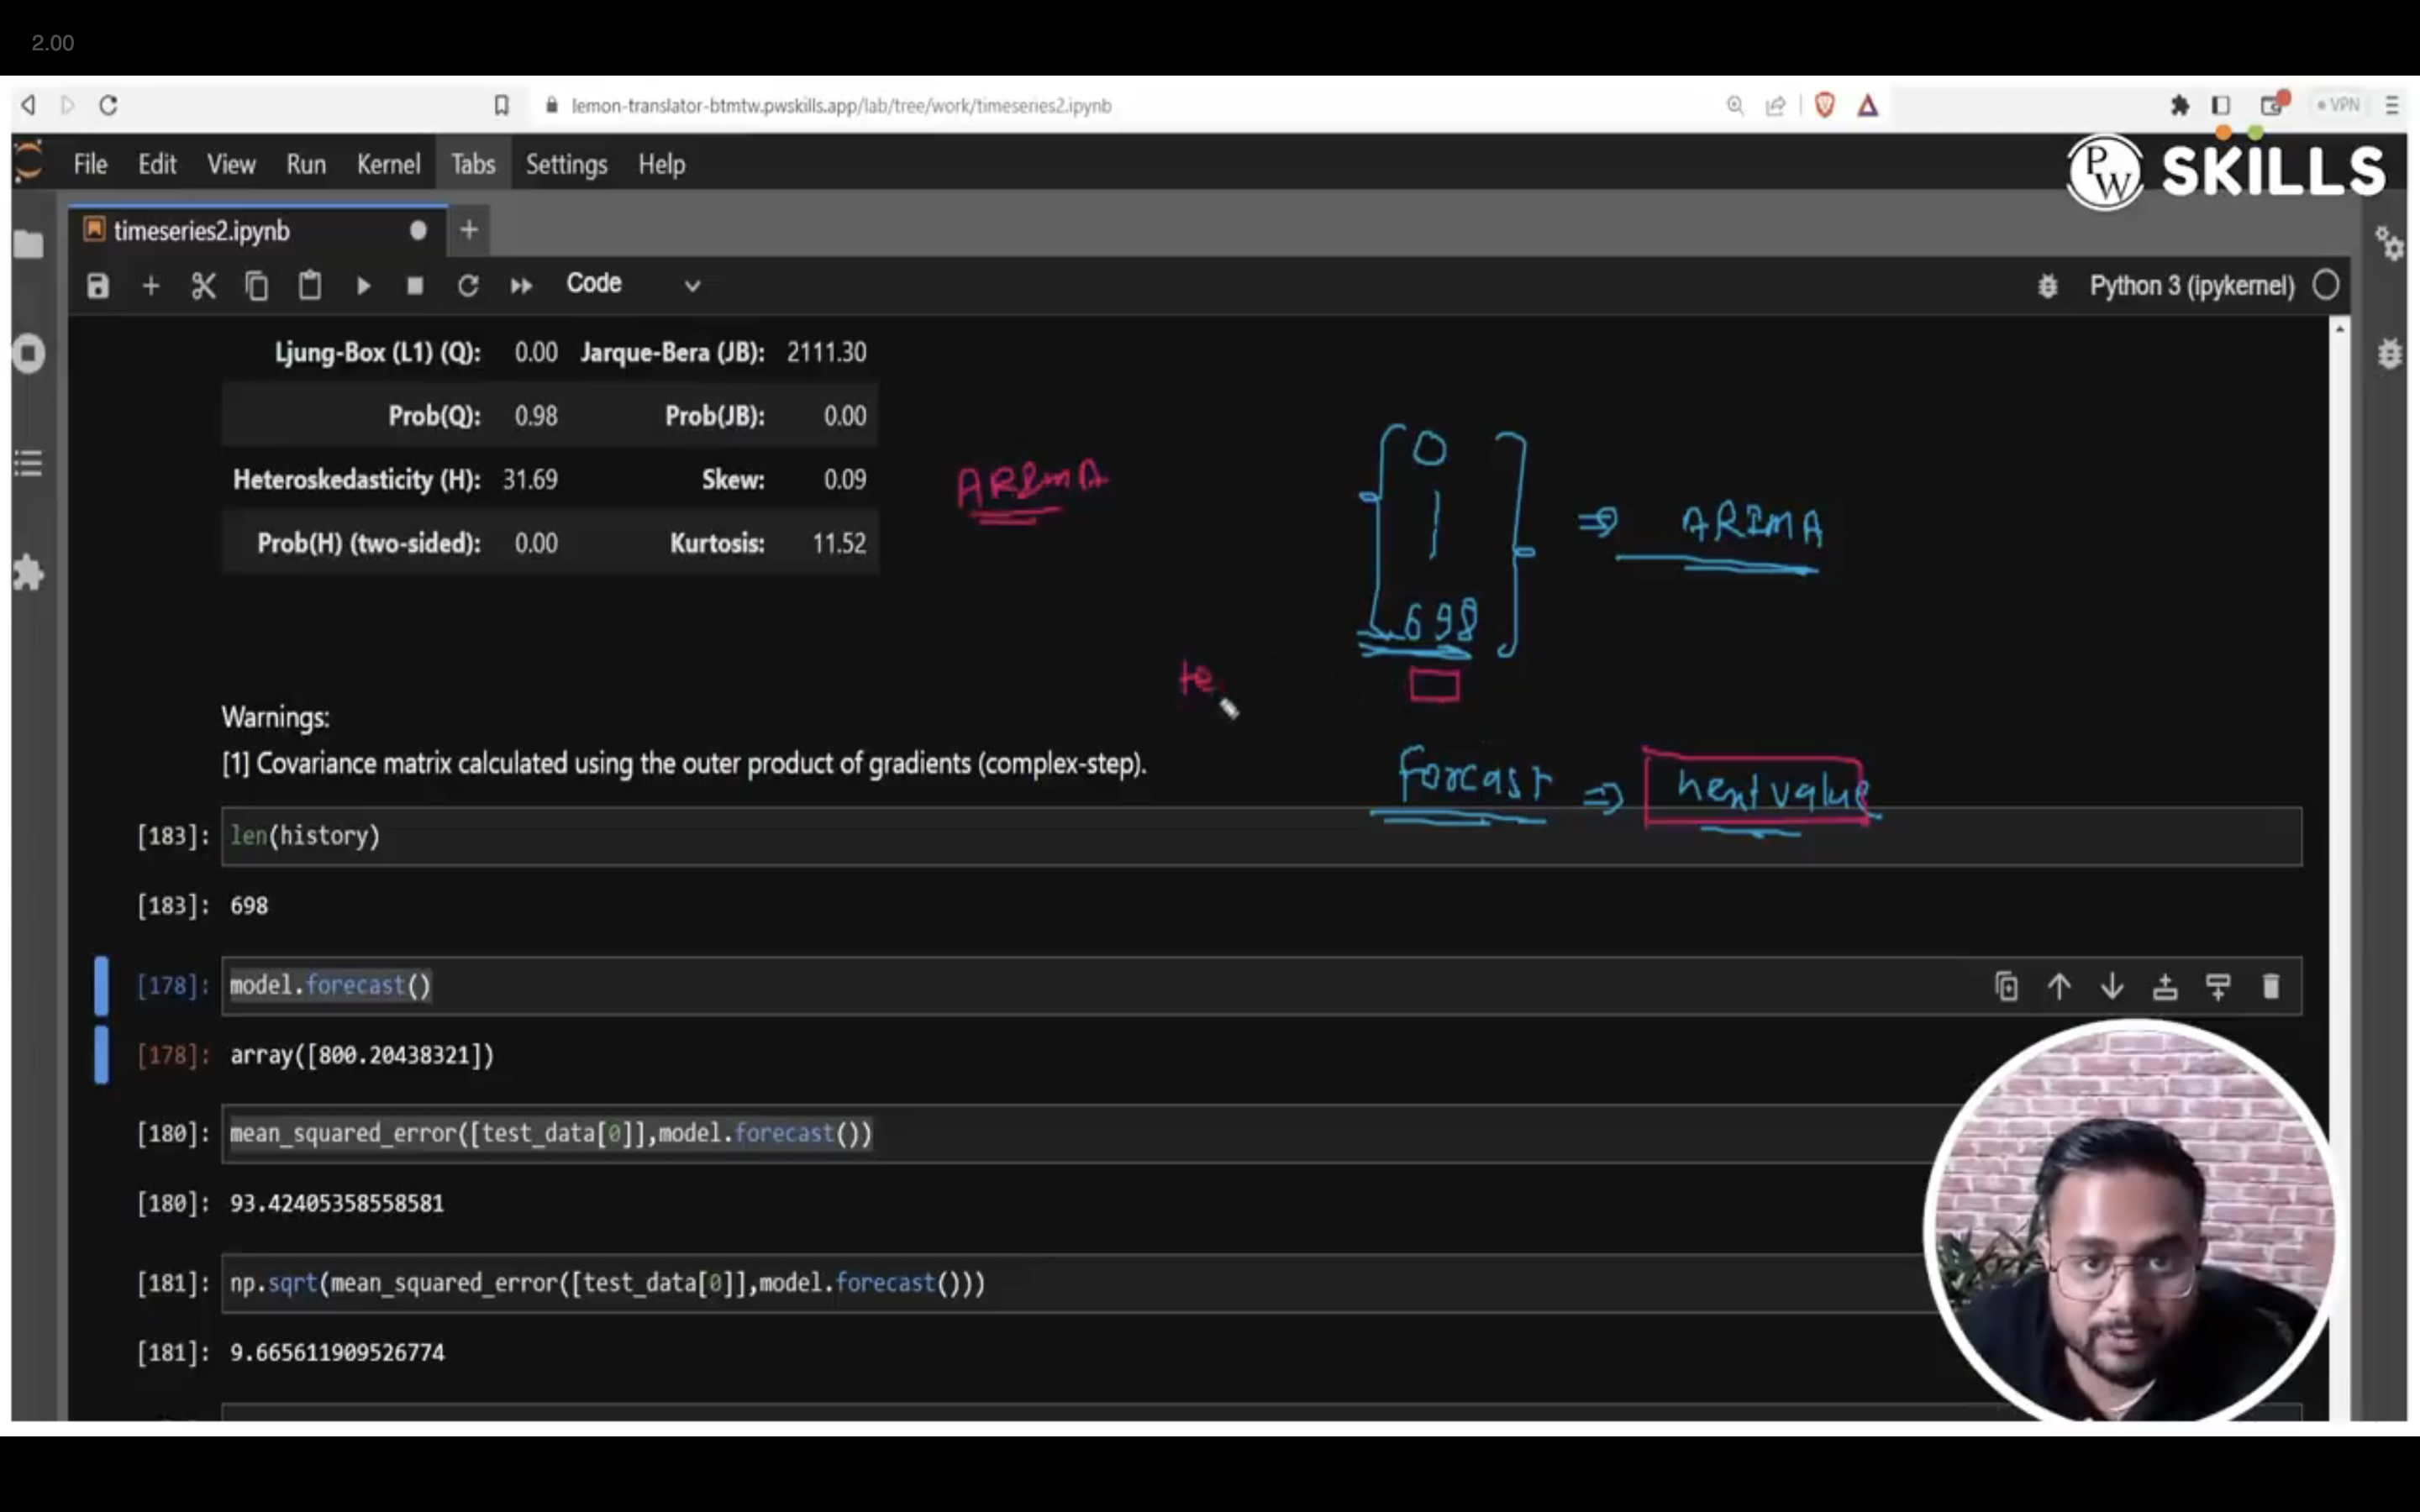 2.00
lemon-translator-btmtw.pwskills.app/lab/tree/work/timeseries2.ipynb
VPN
File Edit View Run Kernel Tabs Settings Help
PW SKILLS
timeseries2.ipynb
Code
Python 3 (ipykernel)
Ljung-Box (L1) (Q): 0.00 Jarque-Bera (JB): 2111.30
Prob(Q): 0.98 Prob(JB): 0.00
Heteroskedasticity (H): 31.69 Skew: 0.09
Prob(H) (two-sided): 0.00 Kurtosis: 11.52
ARIMA
0
|
698
⇒ ARIMA
te
Warnings:
[1] Covariance matrix calculated using the outer product of gradients (complex-step).
forcast ⇒ next value
[183]: len(history)
[183]: 698
[178]: model.forecast()
[178]: array([800.20438321])
[180]: mean_squared_error([test_data[0]],model.forecast())
[180]: 93.42405358558581
[181]: np.sqrt(mean_squared_error([test_data[0]],model.forecast()))
[181]: 9.665611909526774